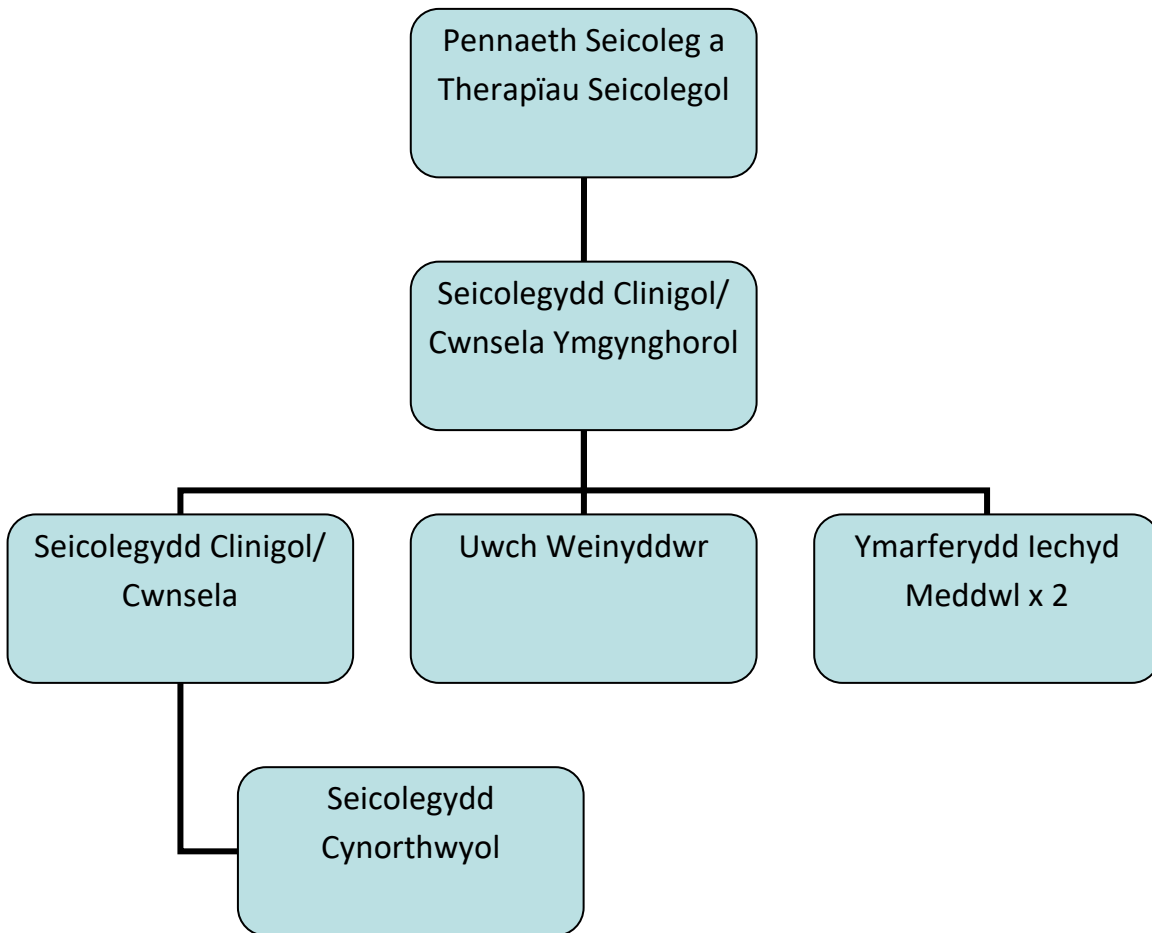 Pennaeth Seicoleg a
Therapïau Seicolegol
Seicolegydd Clinigol/
Cwnsela Ymgynghorol
Seicolegydd Clinigol/
Cwnsela
Uwch Weinyddwr
Ymarferydd Iechyd
Meddwl x 2
Seicolegydd
Cynorthwyol